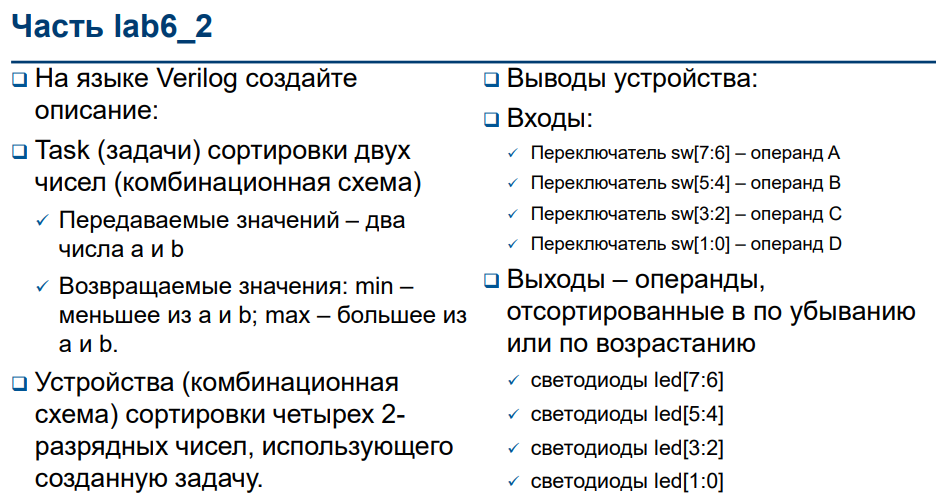 Часть lab6_2
На языке Verilog создайте
описание:
Task (задачи) сортировки двух
чисел (комбинационная схема)
Передаваемые значений – два
числа a и b
Возвращаемые значения: min –
меньшее из a и b; max – большее из
a и b.
Устройства (комбинационная
схема) сортировки четырех 2-
разрядных чисел, использующего
созданную задачу.
Выводы устройства:
Входы:
Переключатель sw[7:6] – операнд A
Переключатель sw[5:4] – операнд B
Переключатель sw[3:2] – операнд C
Переключатель sw[1:0] – операнд D
Выходы – операнды,
отсортированные в по убыванию
или по возрастанию
светодиоды led[7:6]
светодиоды led[5:4]
светодиоды led[3:2]
светодиоды led[1:0]